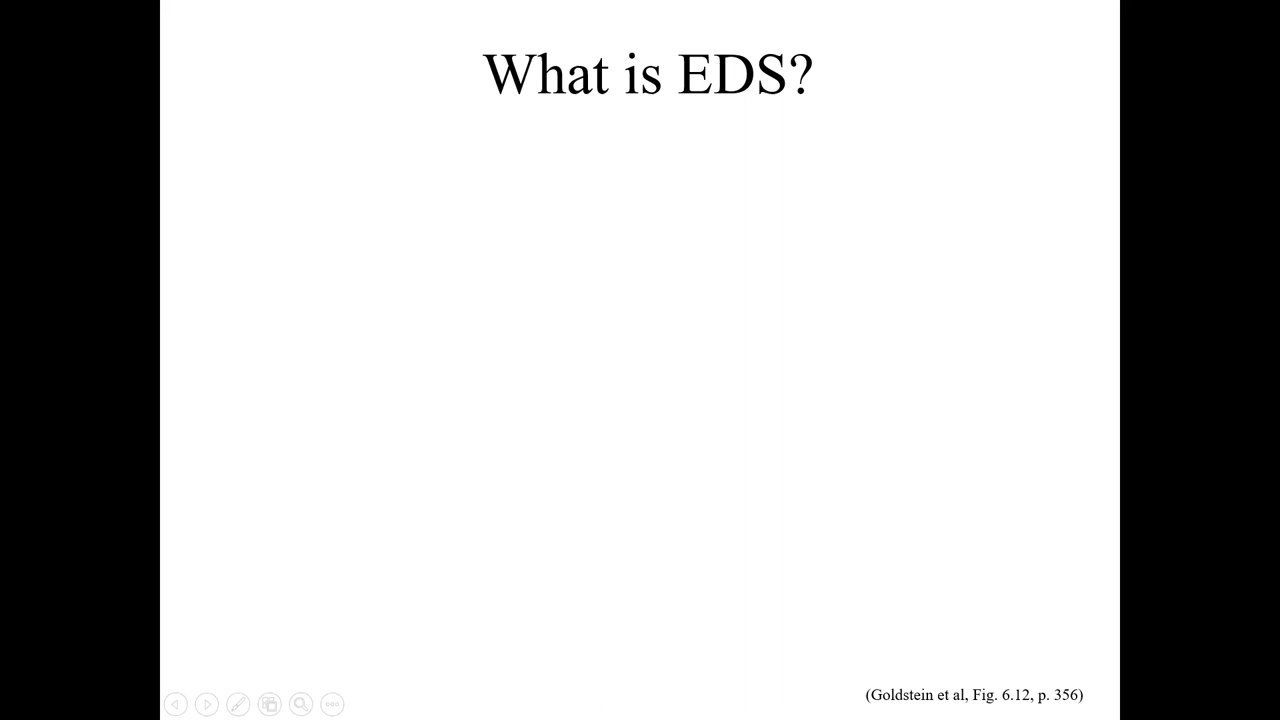 What is EDS?
(Goldstein et al, Fig. 6.12, p. 356)